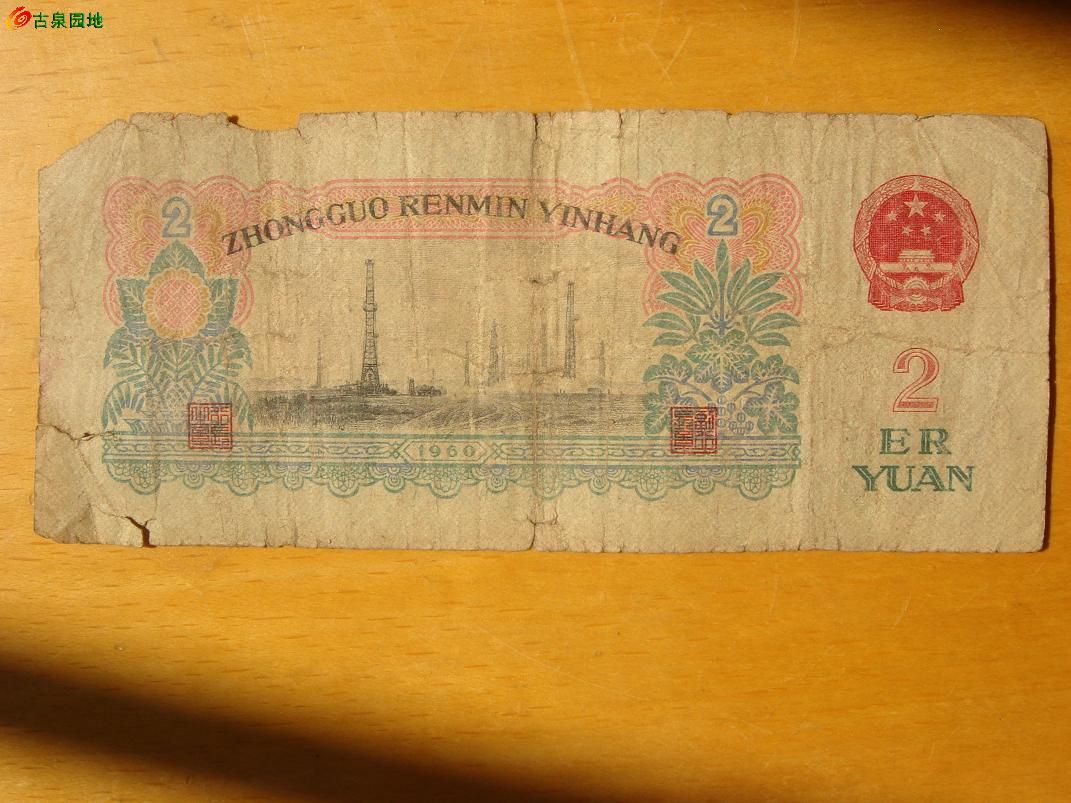 古泉园地
2
2
ZHONGGUO RENMIN YINHANG
1960
2
ER
YUAN